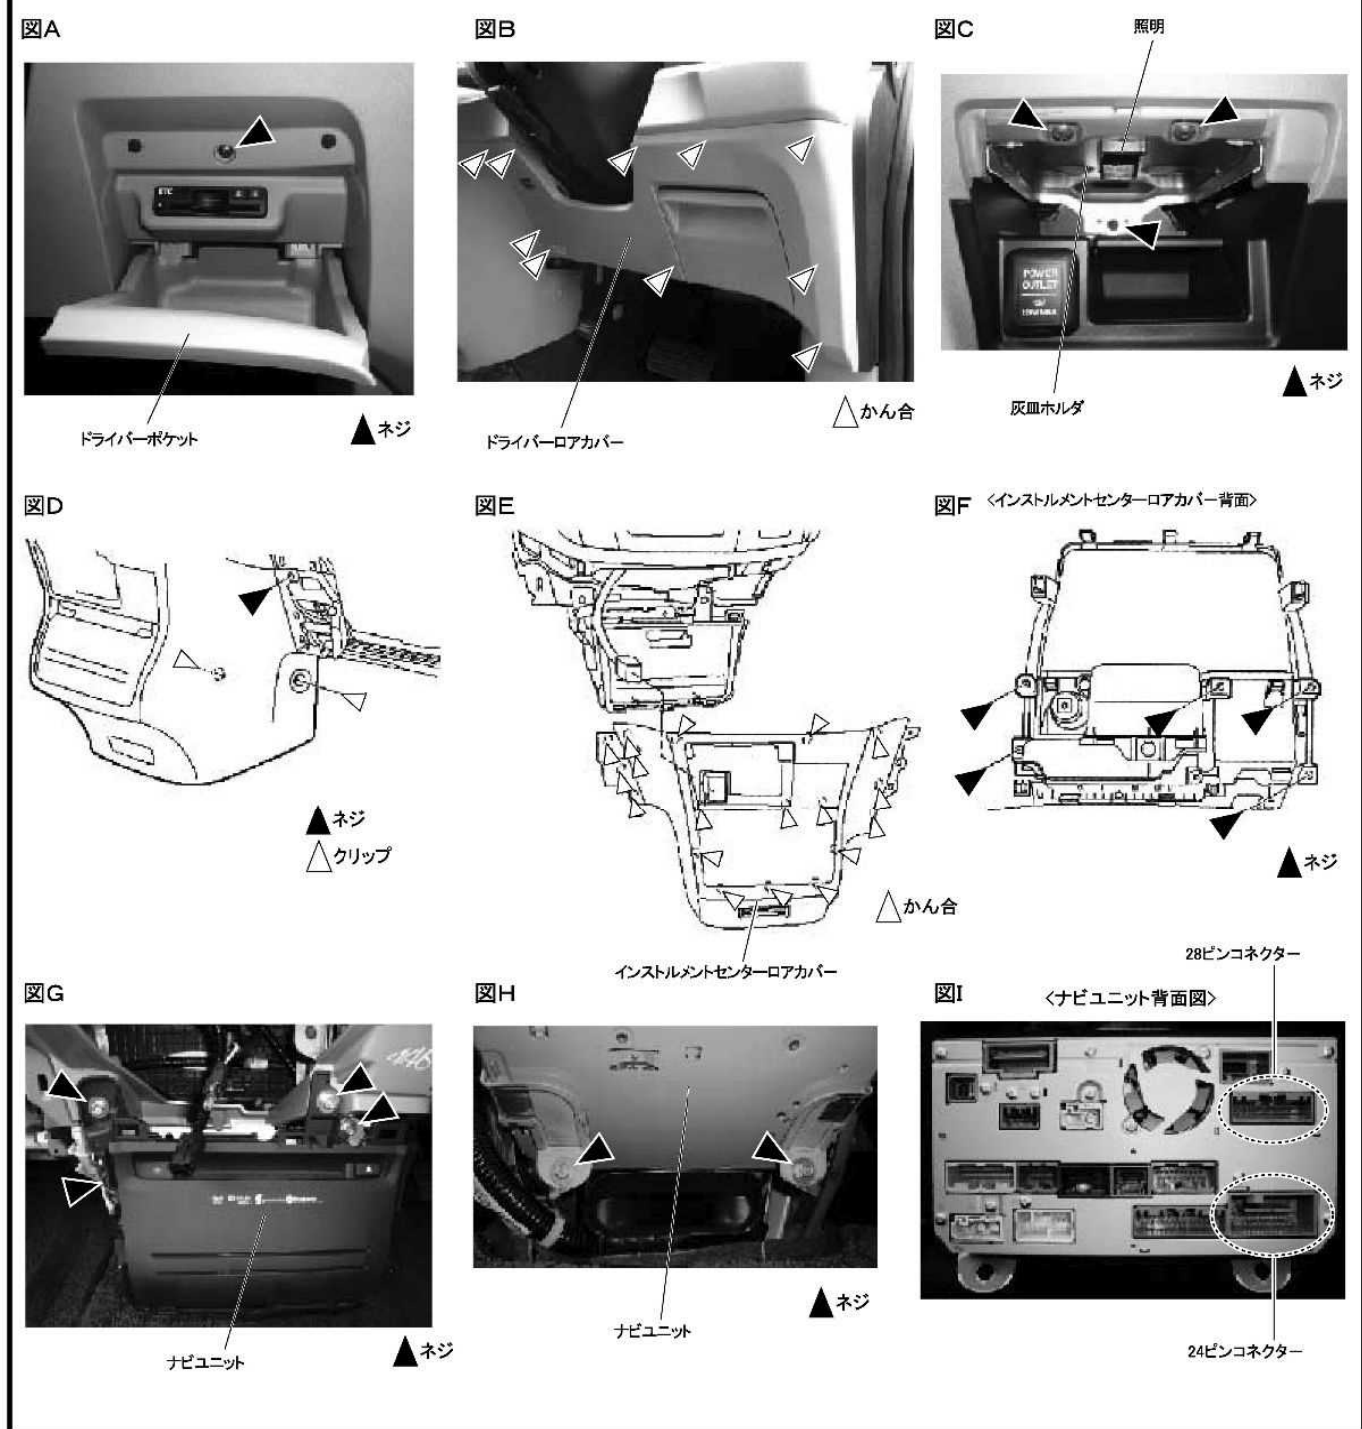 図A
図B
図C
照明
ETC
POWER
OUTLET
ドライバーポケット
▲ネジ
ドライバーロアカバー
△かん合
灰皿ホルダ
▲ネジ
図D
図E
図F
〈インストルメントセンターロアカバー背面〉
▲ネジ
△クリップ
△かん合
インストルメントセンターロアカバー
▲ネジ
図G
図H
図I
〈ナビユニット背面図〉
28ピンコネクター
ナビユニット
▲ネジ
ナビユニット
▲ネジ
24ピンコネクター